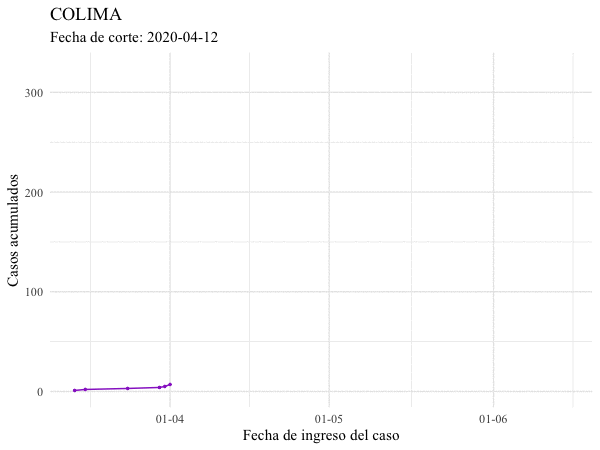 COLIMA
Fecha de corte: 2020-04-12
Casos acumulados
300
200
100
0
01-04
01-05
01-06
Fecha de ingreso del caso